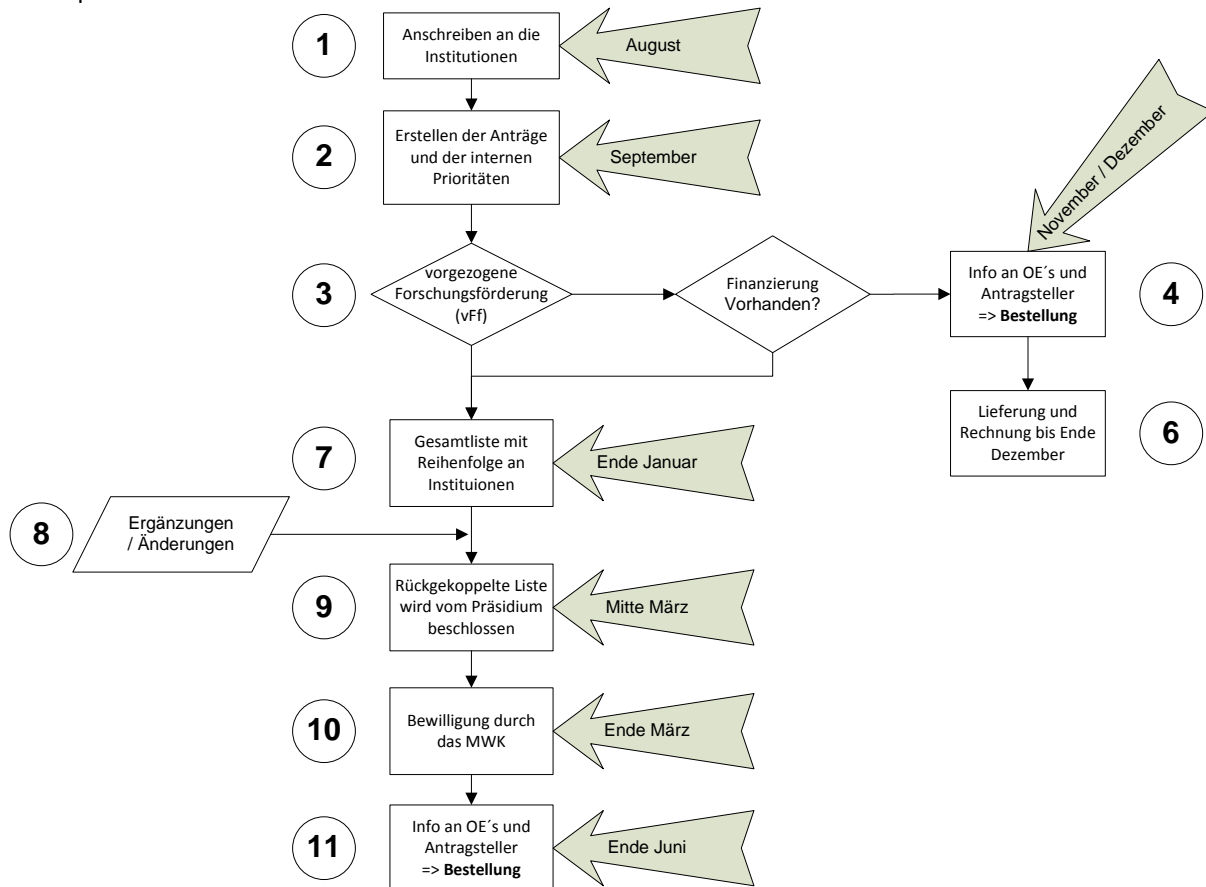 1
Anschreiben an die
Institutionen
August
2
Erstellen der Anträge
und der internen
Prioritäten
September
November / Dezember
3
vorgezogene
Forschungsförderung
(vFf)
Finanzierung
Vorhanden?
Info an OE´s und
Antragsteller
=> Bestellung
4
Lieferung und
Rechnung bis Ende
Dezember
6
7
Gesamtliste mit
Reihenfolge an
Instituionen
Ende Januar
8
Ergänzungen
/ Änderungen
9
Rückgekoppelte Liste
wird vom Präsidium
beschlossen
Mitte März
10
Bewilligung durch
das MWK
Ende März
11
Info an OE´s und
Antragsteller
=> Bestellung
Ende Juni